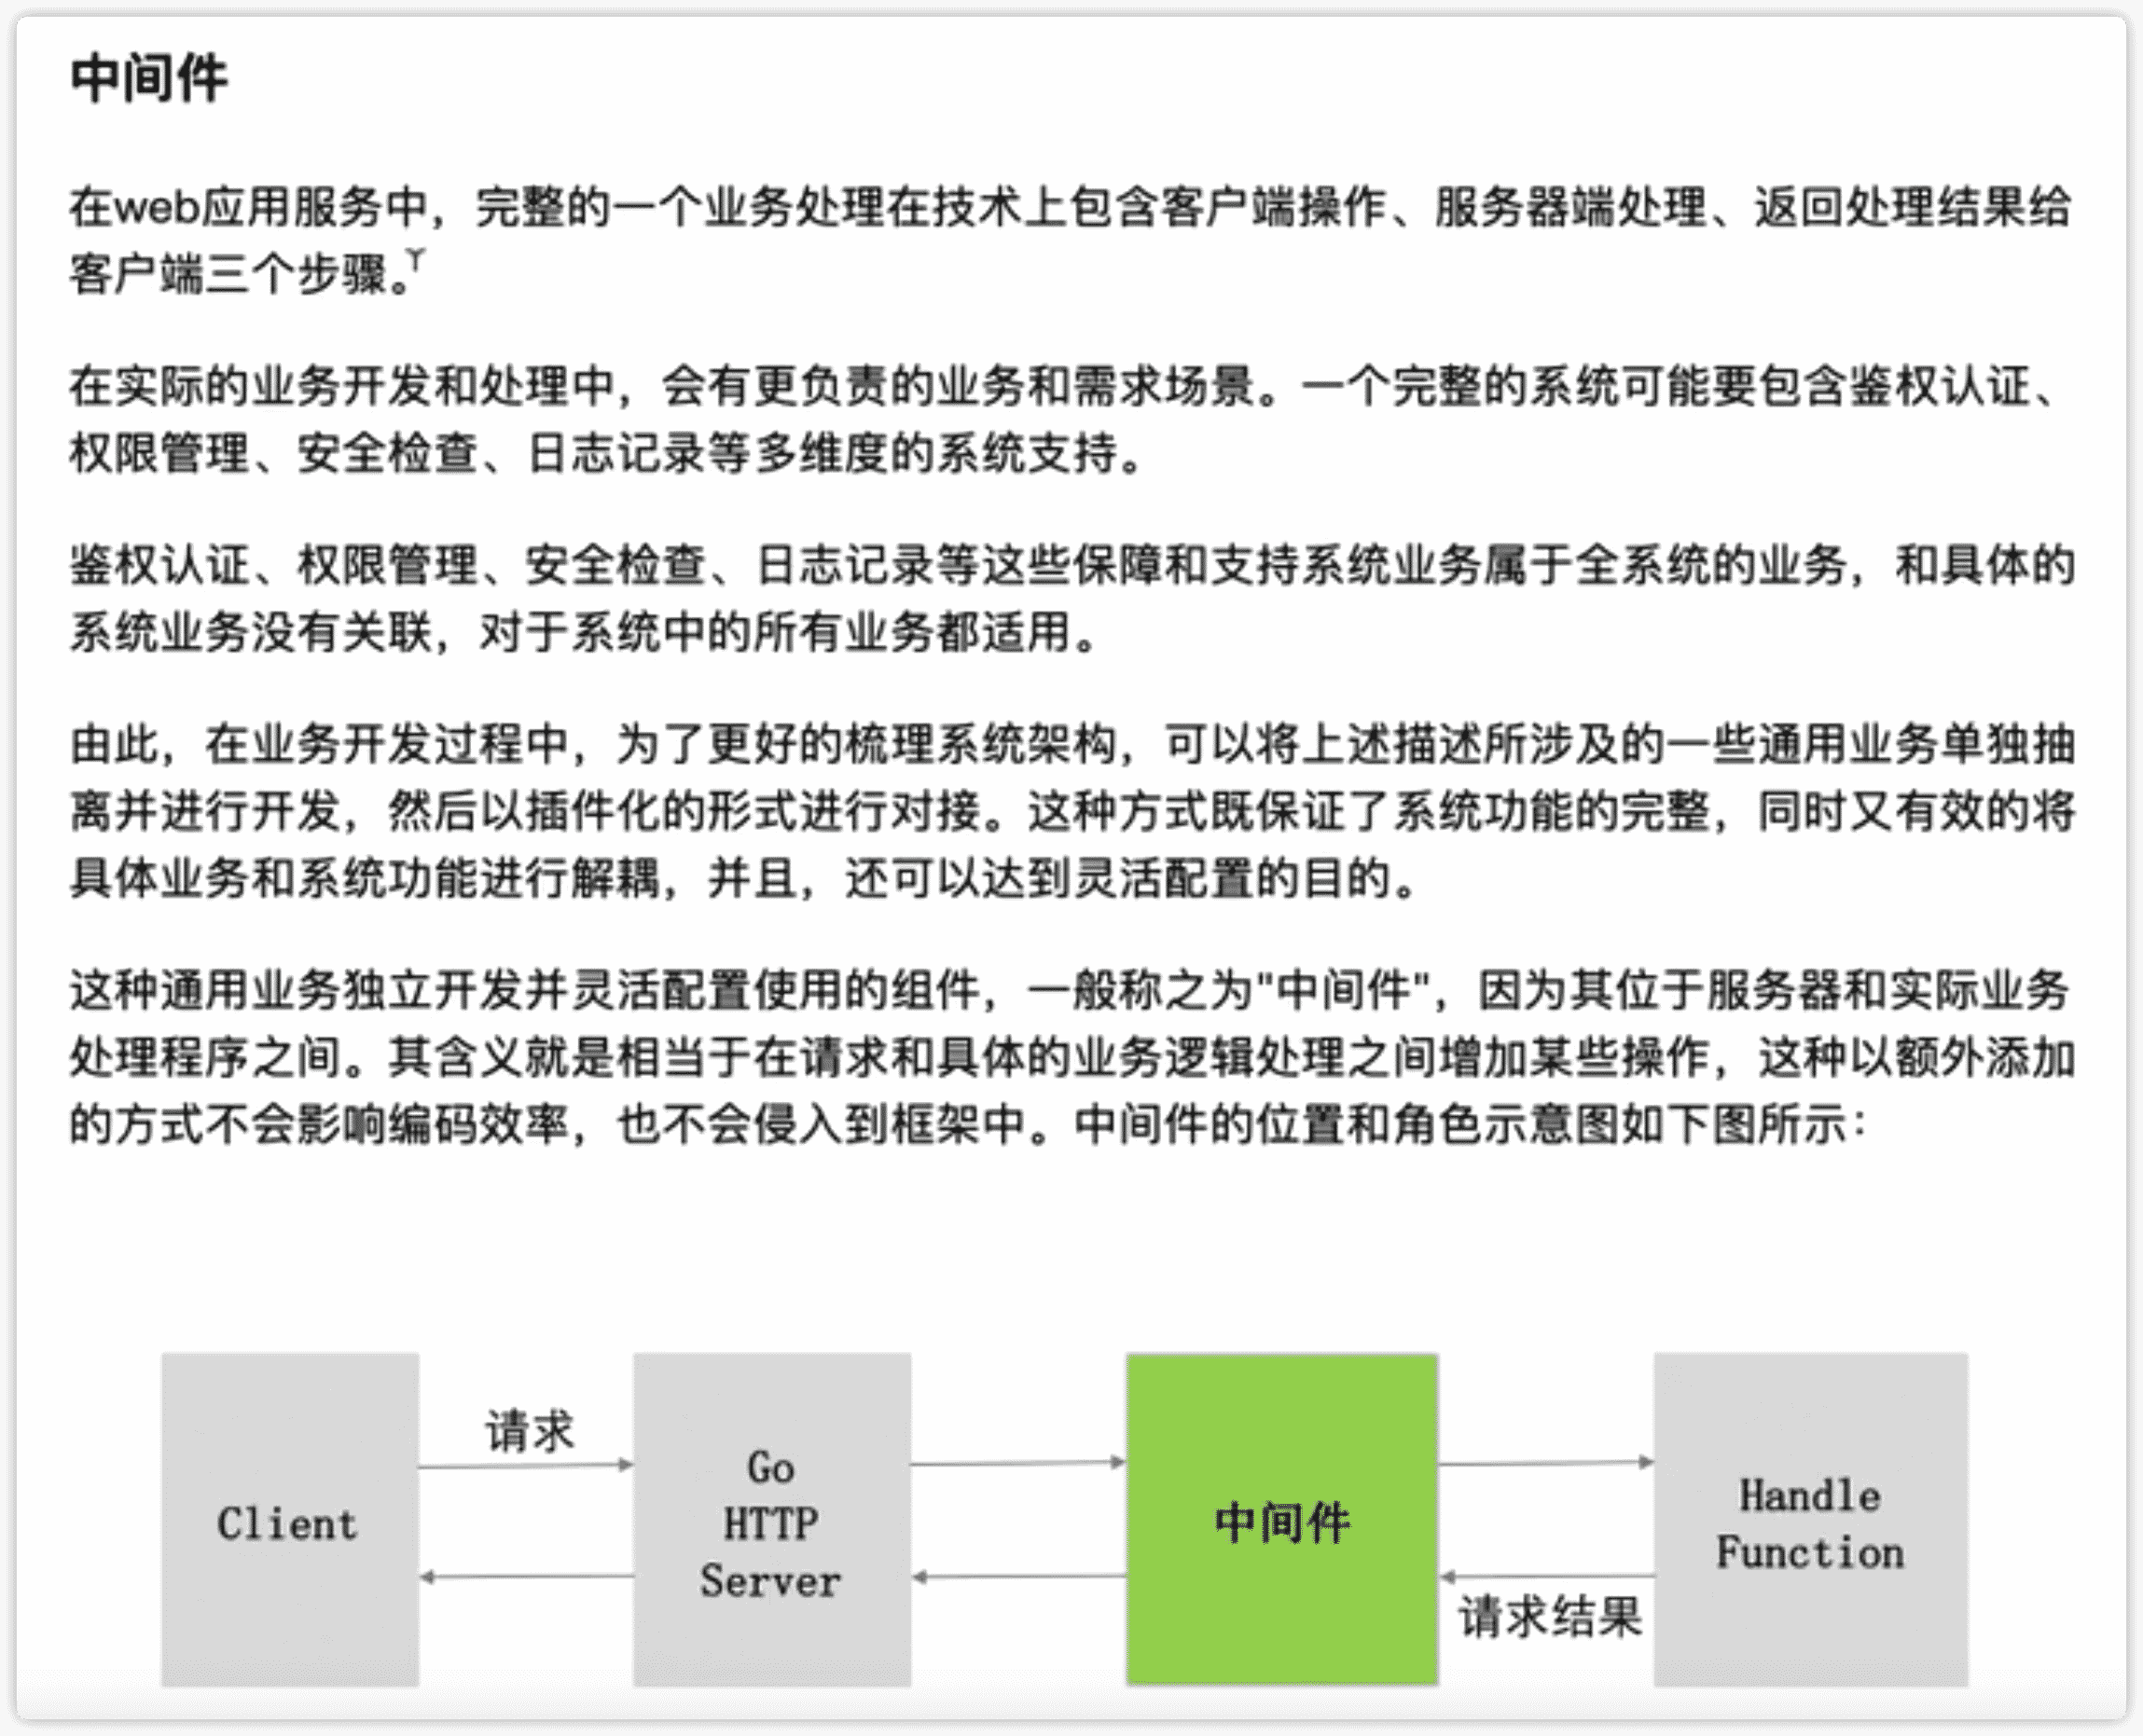 中间件
在web应用服务中，完整的一个业务处理在技术上包含客户端操作、服务器端处理、返回处理结果给
客户端三个步骤。
在实际的业务开发和处理中，会有更负责的业务和需求场景。一个完整的系统可能要包含鉴权认证、
权限管理、安全检查、日志记录等多维度的系统支持。
鉴权认证、权限管理、安全检查、日志记录等这些保障和支持系统业务属于全系统的业务，和具体的
系统业务没有关联，对于系统中的所有业务都适用。
由此，在业务开发过程中，为了更好的梳理系统架构，可以将上述描述所涉及的一些通用业务单独抽
离并进行开发，然后以插件化的形式进行对接。这种方式既保证了系统功能的完整，同时又有效的将
具体业务和系统功能进行解耦，并且，还可以达到灵活配置的目的。
这种通用业务独立开发并灵活配置使用的组件，一般称之为"中间件"，因为其位于服务器和实际业务
处理程序之间。其含义就是相当于在请求和具体的业务逻辑处理之间增加某些操作，这种以额外添加
的方式不会影响编码效率，也不会侵入到框架中。中间件的位置和角色示意图如下图所示：
Client
请求
Go
HTTP
Server
中间件
请求结果
Handle
Function